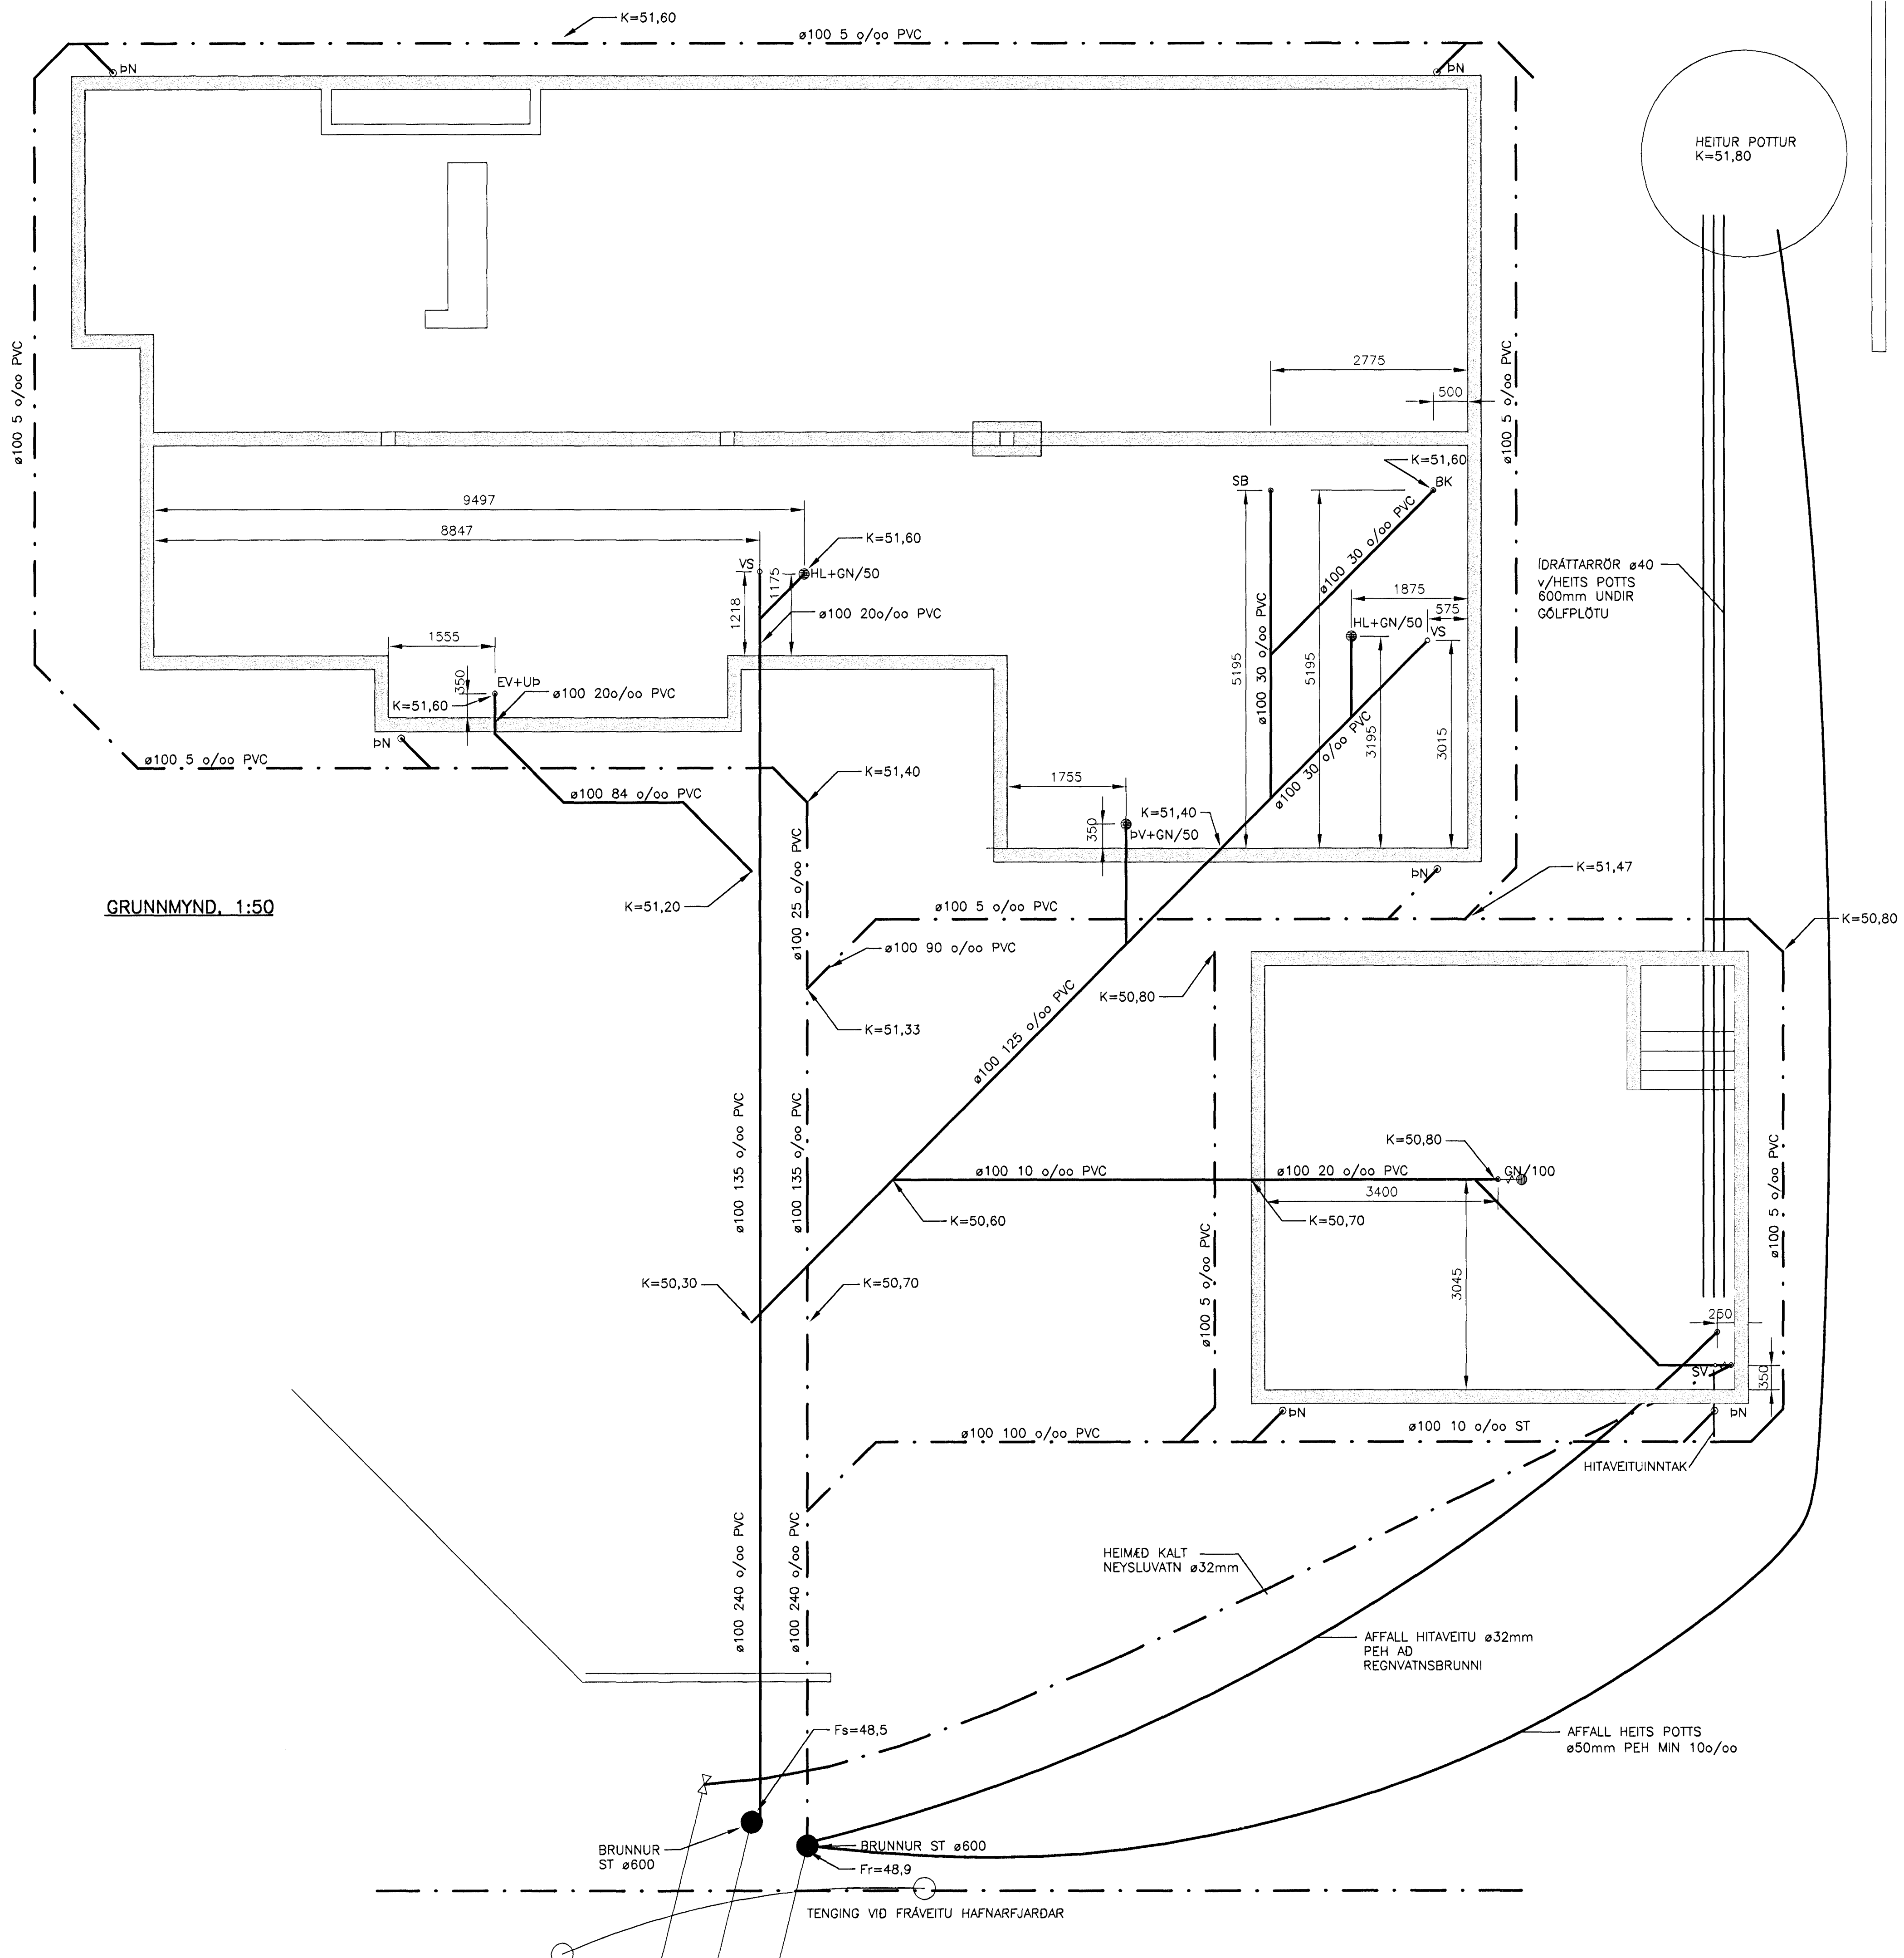 K=51,60
ø100 5 o/oo PVC
ÞN
ÞN
HEITUR POTTUR
K=51,80
ø100 5 o/oo PVC
2775
500
ø100 5 o/oo PVC
K=51,60
SB
BK
9497
8847
K=51,60
VS
1175
HL+GN/50
1218
ø100 20o/oo PVC
ø100 30 o/oo PVC
ÍDRÁTTARRÖR ø40
v/HEITS POTTS
600mm UNDIR
GÓLFPLÖTU
1875
575
HL+GN/50
VS
1555
350
EV+UÞ
K=51,60
ø100 20o/oo PVC
5195
ø100 30 o/oo PVC
5195
3195
3015
ÞN
ø100 5 o/oo PVC
K=51,40
ø100 84 o/oo PVC
1755
ø100 30 o/oo PVC
K=51,40
350
ÞV+GN/50
GRUNNMYND, 1:50
K=51,20
ø100 25 o/oo PVC
ÞN
K=51,47
ø100 5 o/oo PVC
K=50,80
ø100 90 o/oo PVC
K=50,80
K=51,33
ø100 125 o/oo PVC
ø100 135 o/oo PVC
ø100 135 o/oo PVC
K=50,80
ø100 10 o/oo PVC
ø100 20 o/oo PVC
GN/100
3400
K=50,60
K=50,70
ø100 5 o/oo PVC
K=50,30
K=50,70
ø100 5 o/oo PVC
3045
250
SV
350
ÞN
ÞN
ø100 100 o/oo PVC
ø100 10 o/oo ST
HITAVEITUINNTAK
ø100 240 o/oo PVC
ø100 240 o/oo PVC
HEIMÆÐ KALT
NEYSLUVATN ø32mm
AFFALL HITAVEITU ø32mm
PEH AÐ
REGNVATNSBRUNNI
Fs=48,5
AFFALL HEITS POTTS
ø50mm PEH MIN 10o/oo
BRUNNUR
ST ø600
BRUNNUR ST ø600
Fr=48,9
TENGING VIÐ FRÁVEITU HAFNARFJARÐAR